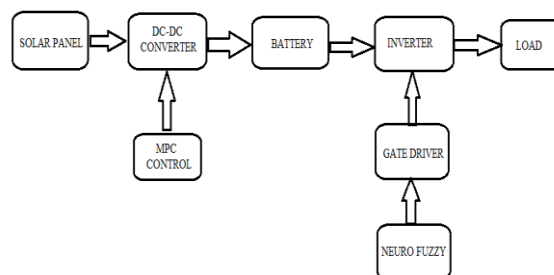 SOLAR PANEL
DC-DC
CONVERTER
BATTERY
INVERTER
LOAD
MPC
CONTROL
GATE DRIVER
NEURO FUZZY